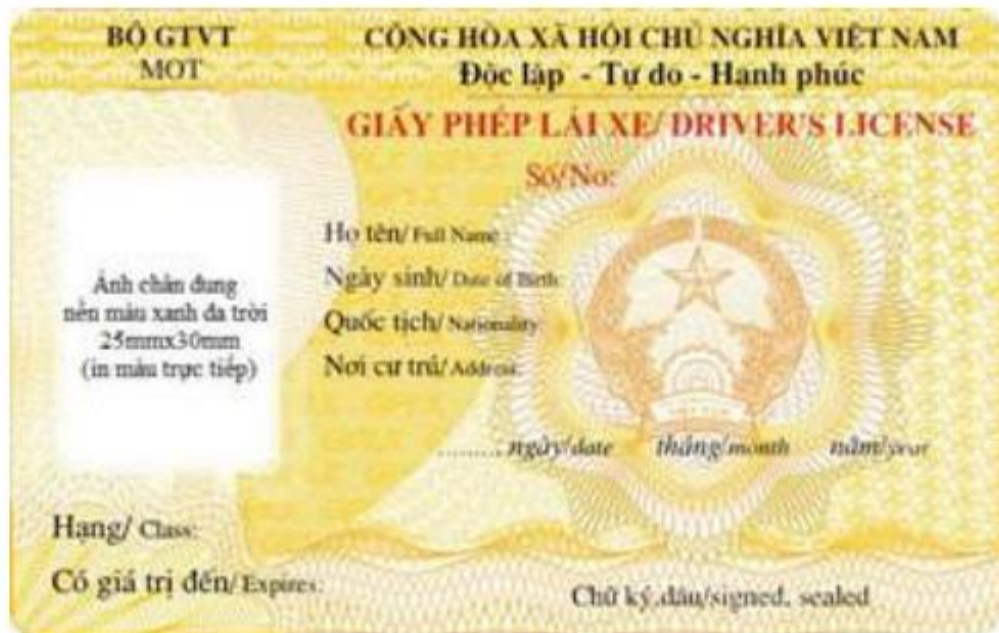 BỘ GTVT
MOT
CỘNG HÒA XÃ HỘI CHỦ NGHĨA VIỆT NAM
Độc lập - Tự do - Hạnh phúc
GIẤY PHÉP LÁI XE/ DRIVER'S LICENSE
Số/No:
Ảnh chân dung
nền màu xanh da trời
25mmx30mm
(in màu trực tiếp)
Họ tên/ Full Name :
Ngày sinh/ Date of Birth:
Quốc tịch/ Nationality:
Nơi cư trú/ Address:
......... ngày/date tháng/month năm/year
Hạng/ Class:
Có giá trị đến/ Expires:
Chữ ký,dấu/signed, sealed